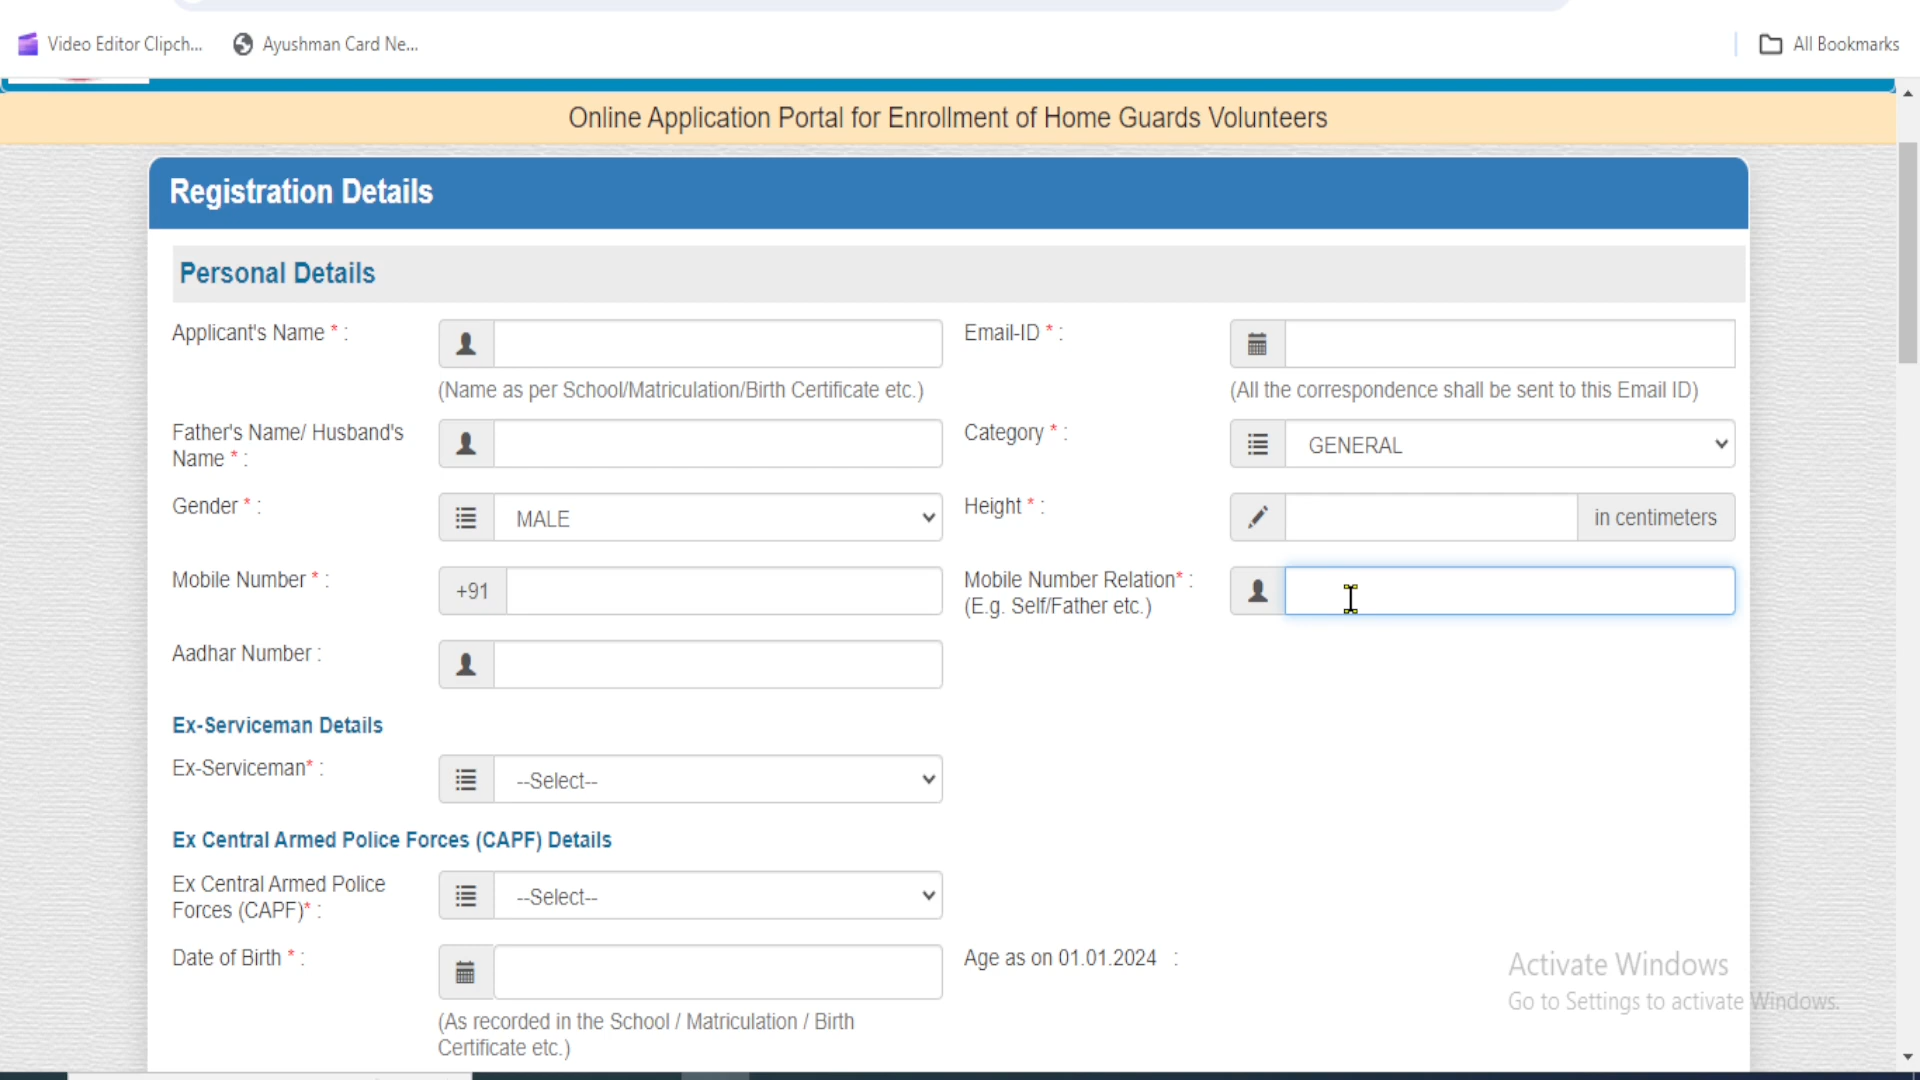 Video Editor Clipch...
Ayushman Card Ne...
All Bookmarks
Online Application Portal for Enrollment of Home Guards Volunteers
Registration Details
Personal Details
Applicant's Name * :
(Name as per School/Matriculation/Birth Certificate etc.)
Email-ID * :
(All the correspondence shall be sent to this Email ID)
Father's Name/ Husband's
Name * :
Category * :
GENERAL
Gender * :
MALE
Height * :
in centimeters
Mobile Number * :
+91
Mobile Number Relation* :
(E.g. Self/Father etc.)
Aadhar Number :
Ex-Serviceman Details
Ex-Serviceman* :
--Select--
Ex Central Armed Police Forces (CAPF) Details
Ex Central Armed Police
Forces (CAPF)* :
--Select--
Date of Birth * :
(As recorded in the School / Matriculation / Birth
Certificate etc.)
Age as on 01.01.2024 :
Activate Windows
Go to Settings to activate Windows.